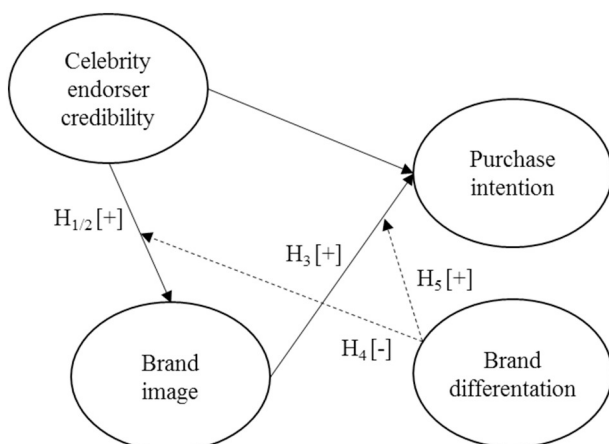 Celebrity
endorser
credibility
Purchase
intention
H1/2 [+]
H3 [+]
H5 [+]
H4 [-]
Brand
image
Brand
differentation